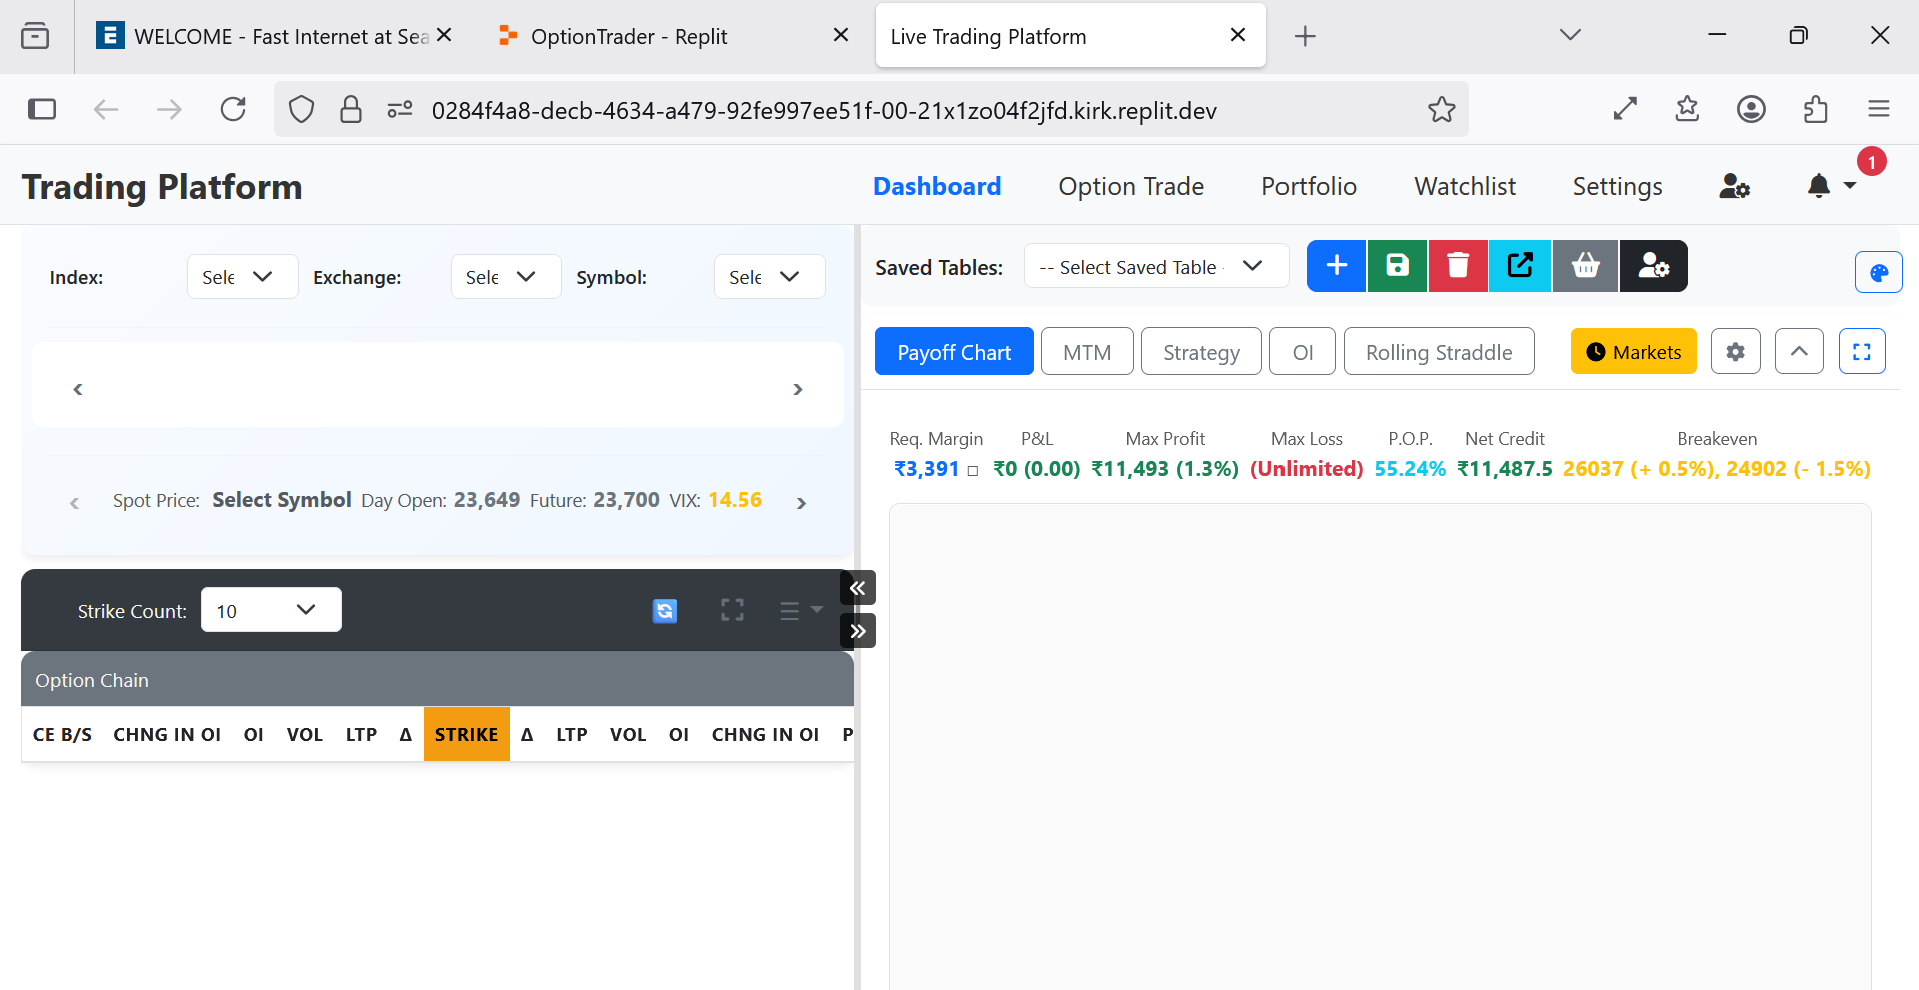 WELCOME - Fast Internet at Sea
OptionTrader - Replit
Live Trading Platform
0284f4a8-decb-4634-a479-92fe997ee51f-00-21x1zo04f2jfd.kirk.replit.dev
Trading Platform
Dashboard Option Trade Portfolio Watchlist Settings 1
Index: Sele Exchange: Sele Symbol: Sele
Spot Price: Select Symbol Day Open: 23,649 Future: 23,700 VIX: 14.56
Strike Count: 10
Option Chain
CE B/S CHNG IN OI OI VOL LTP Δ STRIKE Δ LTP VOL OI CHNG IN OI P
Saved Tables: -- Select Saved Table -
Payoff Chart MTM Strategy OI Rolling Straddle Markets
Req. Margin P&L Max Profit Max Loss P.O.P. Net Credit Breakeven
₹3,391 ₹0 (0.00) ₹11,493 (1.3%) (Unlimited) 55.24% ₹11,487.5 26037 (+ 0.5%), 24902 (- 1.5%)